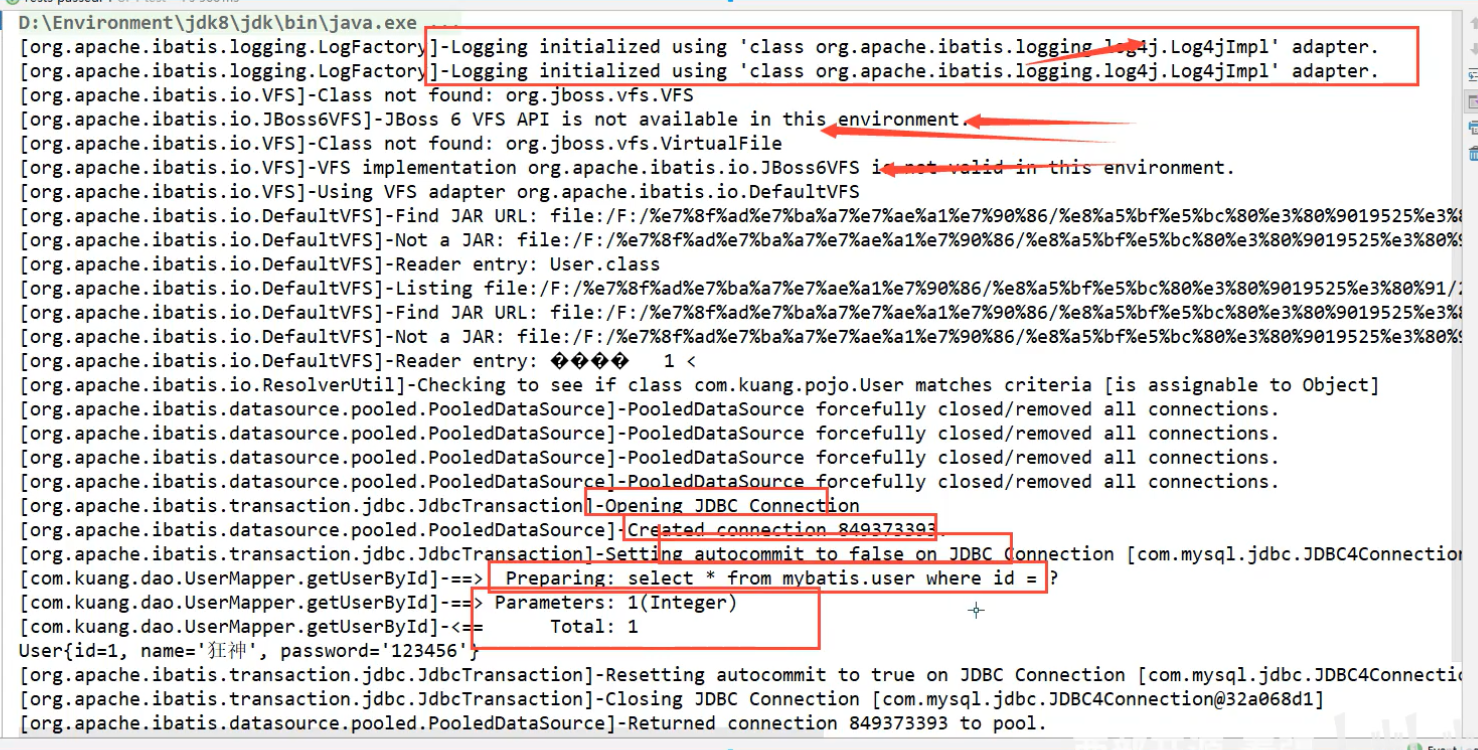 D:\Environment\jdk8\jdk\bin\java.exe ...
[org.apache.ibatis.logging.LogFactory]-Logging initialized using 'class org.apache.ibatis.logging.log4j.Log4jImpl' adapter.
[org.apache.ibatis.logging.LogFactory]-Logging initialized using 'class org.apache.ibatis.logging.log4j.Log4jImpl' adapter.
[org.apache.ibatis.io.VFS]-Class not found: org.jboss.vfs.VFS
[org.apache.ibatis.io.JBoss6VFS]-JBoss 6 VFS API is not available in this environment.
[org.apache.ibatis.io.VFS]-Class not found: org.jboss.vfs.VirtualFile
[org.apache.ibatis.io.VFS]-VFS implementation org.apache.ibatis.io.JBoss6VFS is not valid in this environment.
[org.apache.ibatis.io.VFS]-Using VFS adapter org.apache.ibatis.io.DefaultVFS
[org.apache.ibatis.io.DefaultVFS]-Find JAR URL: file:/F:/%e7%8f%ad%e7%ba%a7%e7%ae%a1%e7%90%86/%e8%a5%bf%e5%bc%80%e3%80%9019525%e3%8
[org.apache.ibatis.io.DefaultVFS]-Not a JAR: file:/F:/%e7%8f%ad%e7%ba%a7%e7%ae%a1%e7%90%86/%e8%a5%bf%e5%bc%80%e3%80%9019525%e3%80%9
[org.apache.ibatis.io.DefaultVFS]-Reader entry: User.class
[org.apache.ibatis.io.DefaultVFS]-Listing file:/F:/%e7%8f%ad%e7%ba%a7%e7%ae%a1%e7%90%86/%e8%a5%bf%e5%bc%80%e3%80%9019525%e3%80%91/2
[org.apache.ibatis.io.DefaultVFS]-Find JAR URL: file:/F:/%e7%8f%ad%e7%ba%a7%e7%ae%a1%e7%90%86/%e8%a5%bf%e5%bc%80%e3%80%9019525%e3%8
[org.apache.ibatis.io.DefaultVFS]-Not a JAR: file:/F:/%e7%8f%ad%e7%ba%a7%e7%ae%a1%e7%90%86/%e8%a5%bf%e5%bc%80%e3%80%9019525%e3%80%9
[org.apache.ibatis.io.DefaultVFS]-Reader entry: ���� 1 <
[org.apache.ibatis.io.ResolverUtil]-Checking to see if class com.kuang.pojo.User matches criteria [is assignable to Object]
[org.apache.ibatis.datasource.pooled.PooledDataSource]-PooledDataSource forcefully closed/removed all connections.
[org.apache.ibatis.datasource.pooled.PooledDataSource]-PooledDataSource forcefully closed/removed all connections.
[org.apache.ibatis.datasource.pooled.PooledDataSource]-PooledDataSource forcefully closed/removed all connections.
[org.apache.ibatis.datasource.pooled.PooledDataSource]-PooledDataSource forcefully closed/removed all connections.
[org.apache.ibatis.transaction.jdbc.JdbcTransaction]-Opening JDBC Connection
[org.apache.ibatis.datasource.pooled.PooledDataSource]-Created connection 849373393.
[org.apache.ibatis.transaction.jdbc.JdbcTransaction]-Setting autocommit to false on JDBC Connection [com.mysql.jdbc.JDBC4Connection
[com.kuang.dao.UserMapper.getUserById]-==> Preparing: select * from mybatis.user where id = ?
[com.kuang.dao.UserMapper.getUserById]-==> Parameters: 1(Integer)
[com.kuang.dao.UserMapper.getUserById]-<== Total: 1
User{id=1, name='狂神', password='123456'}
[org.apache.ibatis.transaction.jdbc.JdbcTransaction]-Resetting autocommit to true on JDBC Connection [com.mysql.jdbc.JDBC4Connecti
[org.apache.ibatis.transaction.jdbc.JdbcTransaction]-Closing JDBC Connection [com.mysql.jdbc.JDBC4Connection@32a068d1]
[org.apache.ibatis.datasource.pooled.PooledDataSource]-Returned connection 849373393 to pool.